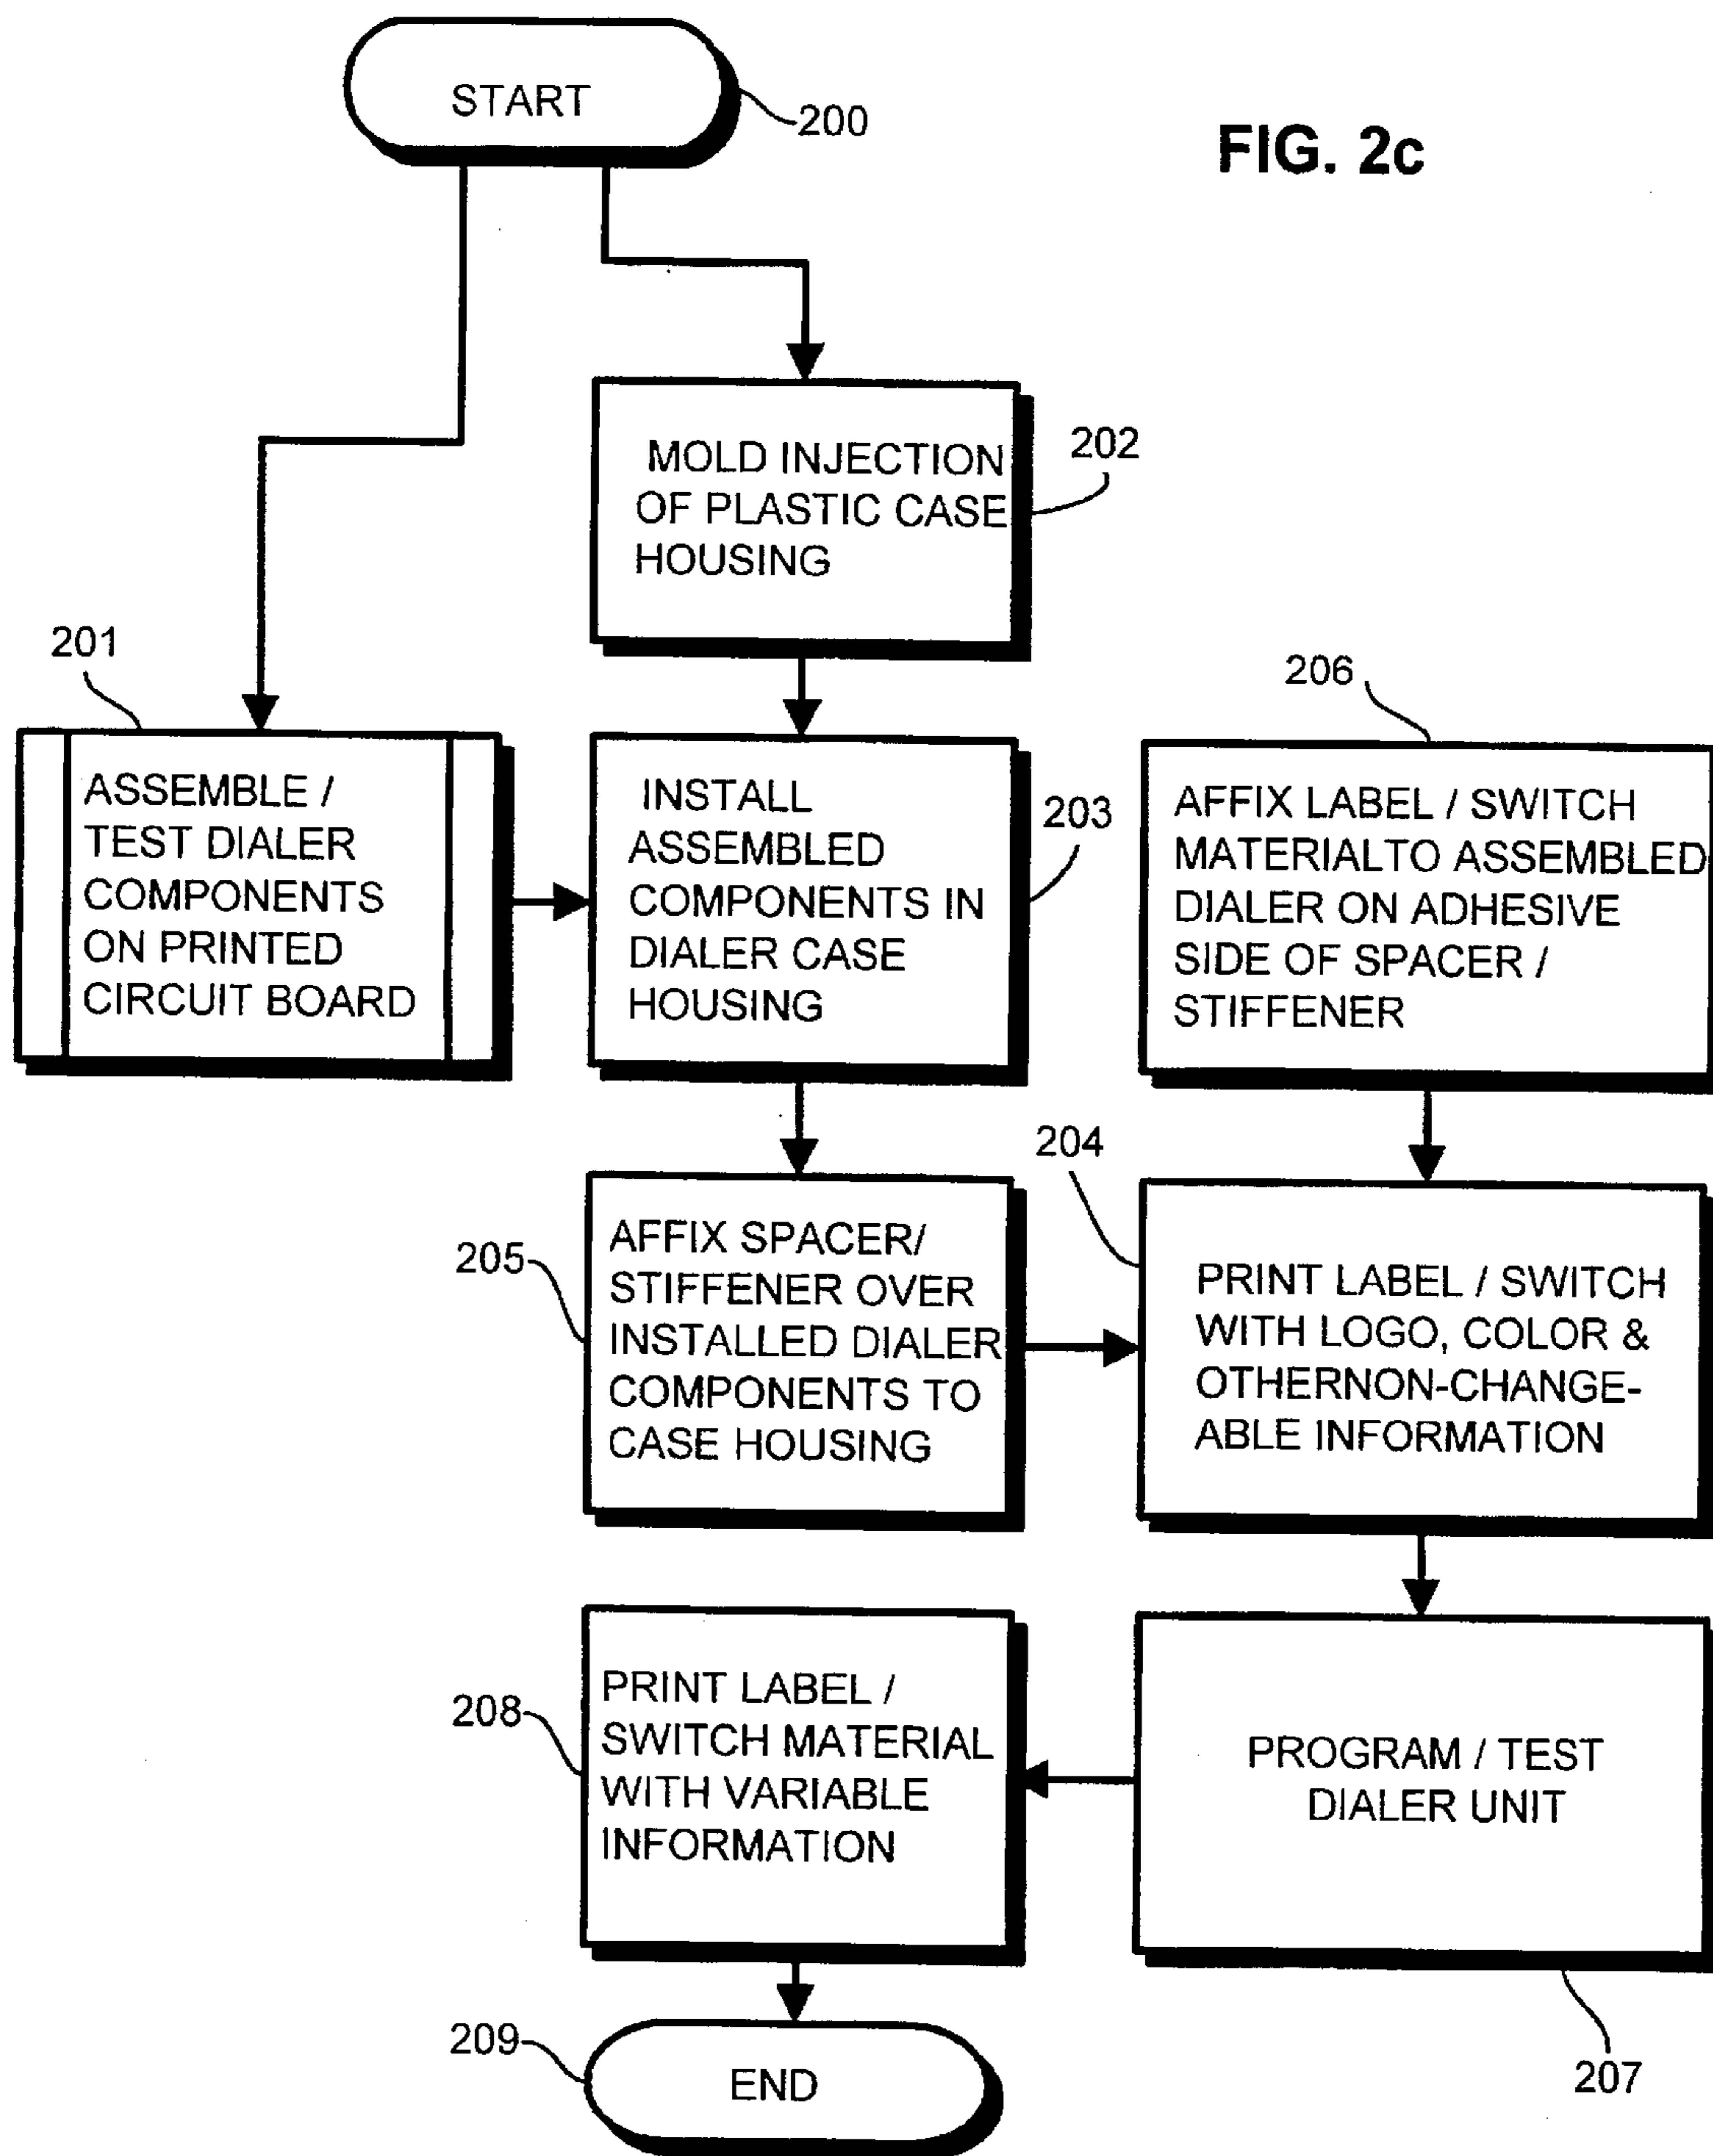 START
200
FIG. 2c
MOLD INJECTION
OF PLASTIC CASE
HOUSING
202
201
ASSEMBLE /
TEST DIALER
COMPONENTS
ON PRINTED
CIRCUIT BOARD
INSTALL
ASSEMBLED
COMPONENTS IN
DIALER CASE
HOUSING
203
206
AFFIX LABEL / SWITCH
MATERIALTO ASSEMBLED
DIALER ON ADHESIVE
SIDE OF SPACER /
STIFFENER
205
AFFIX SPACER/
STIFFENER OVER
INSTALLED DIALER
COMPONENTS TO
CASE HOUSING
204
PRINT LABEL / SWITCH
WITH LOGO, COLOR &
OTHERNON-CHANGE-
ABLE INFORMATION
208
PRINT LABEL /
SWITCH MATERIAL
WITH VARIABLE
INFORMATION
PROGRAM / TEST
DIALER UNIT
207
209
END